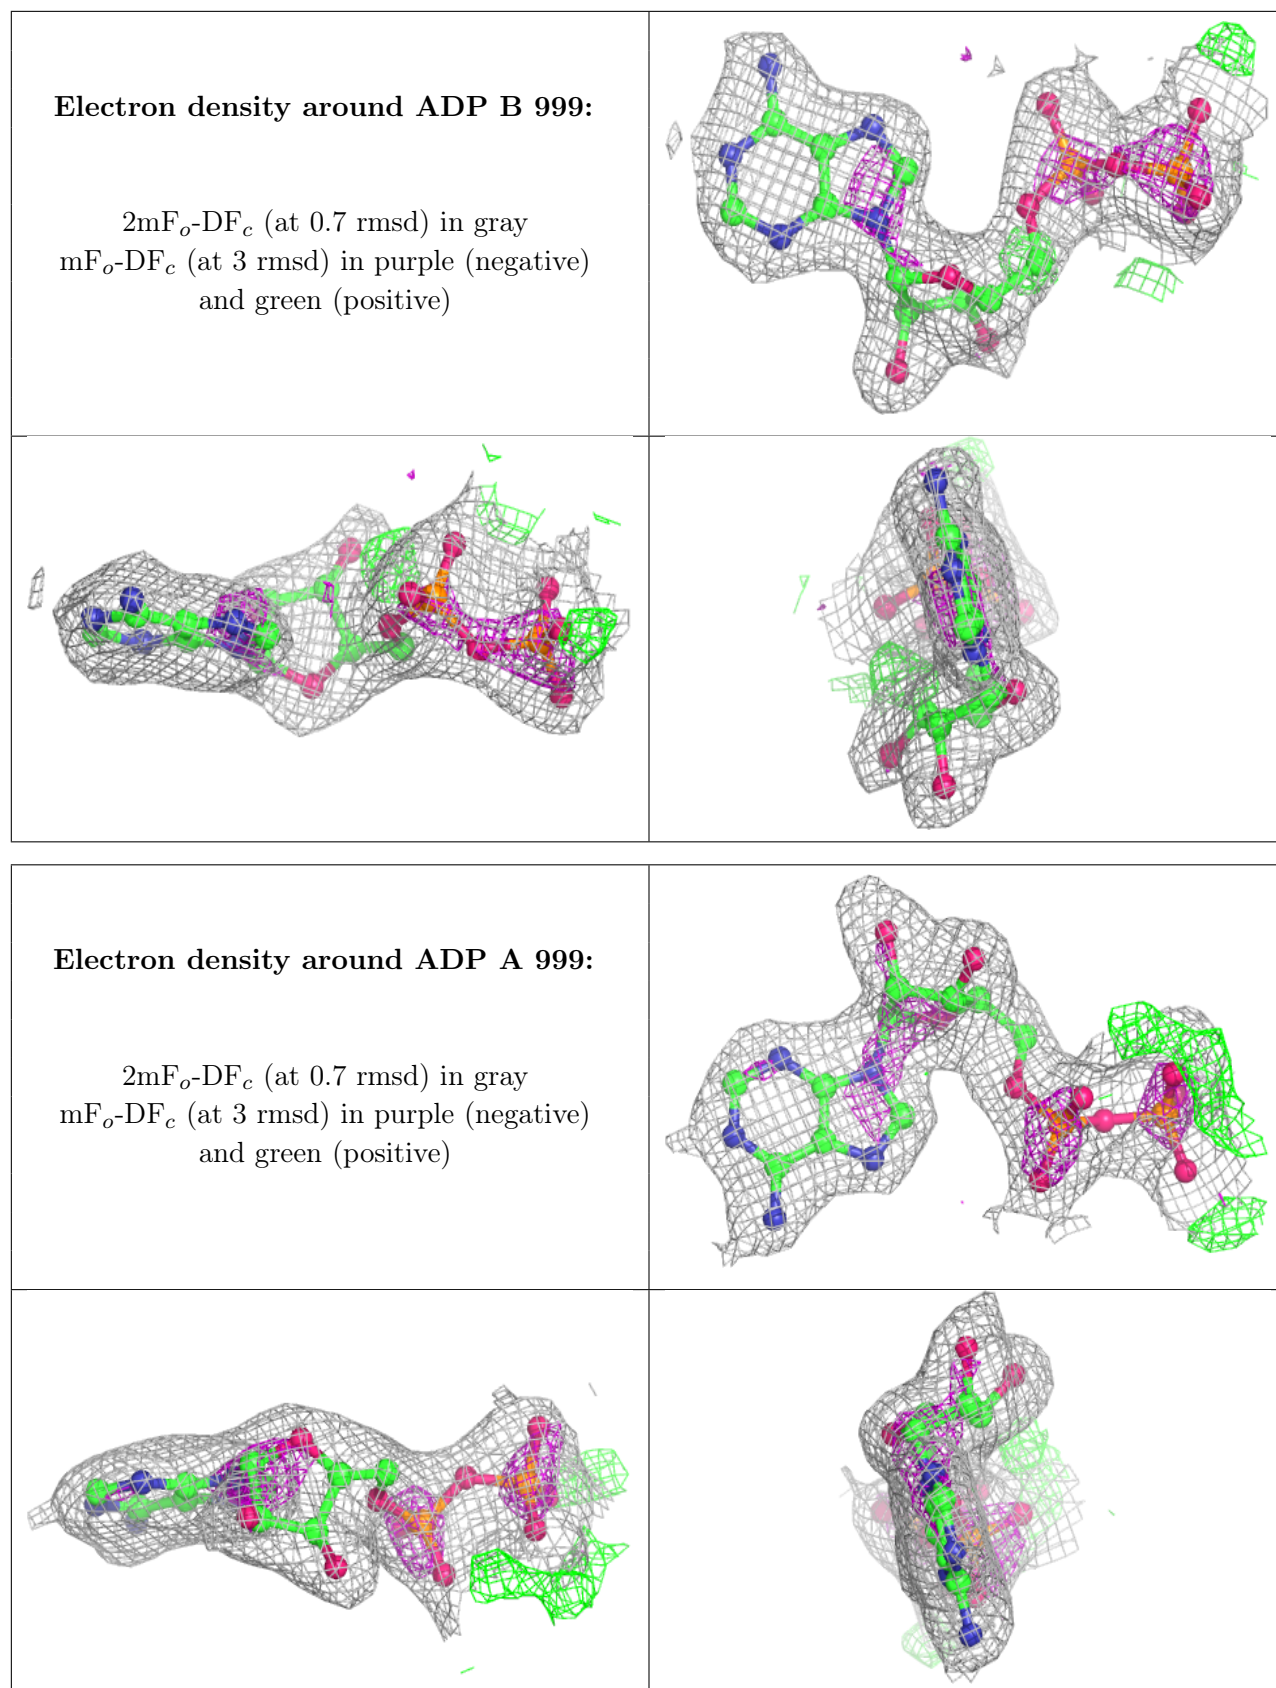 Electron density around ADP B 999:
2mFo-DFc (at 0.7 rmsd) in gray
mFo-DFc (at 3 rmsd) in purple (negative)
and green (positive)
Electron density around ADP A 999:
2mFo-DFc (at 0.7 rmsd) in gray
mFo-DFc (at 3 rmsd) in purple (negative)
and green (positive)